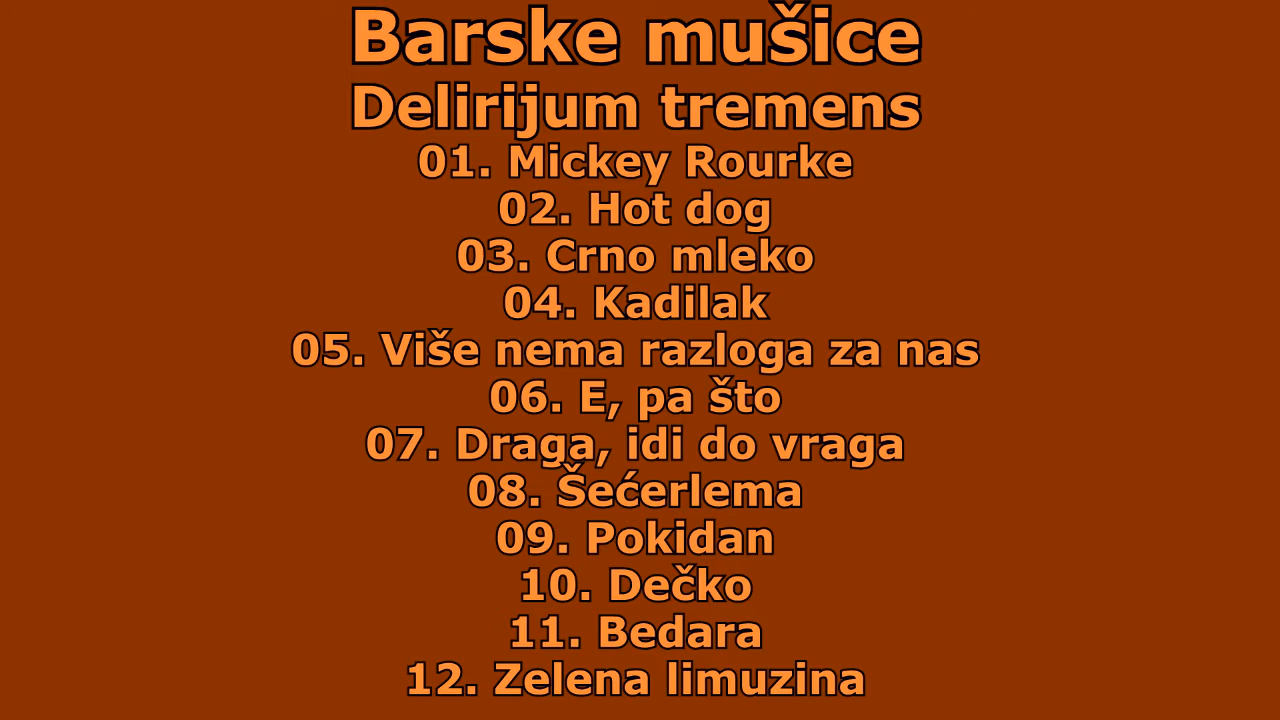 Barske mušice
Delirijum tremens
01. Mickey Rourke
02. Hot dog
03. Crno mleko
04. Kadilak
05. Više nema razloga za nas
06. E, pa što
07. Draga, idi do vraga
08. Šećerlema
09. Pokidan
10. Dečko
11. Bedara
12. Zelena limuzina